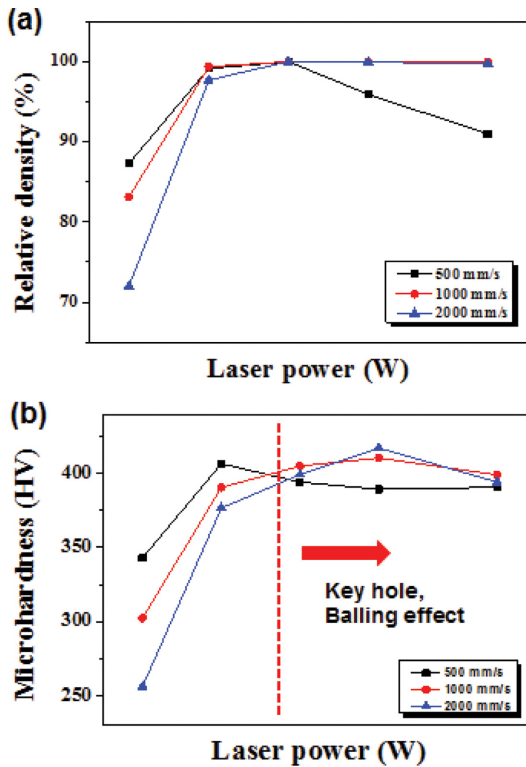 (a)
100
90
80
70
Relative density (%)
500 mm/s
1000 mm/s
2000 mm/s
Laser power (W)
(b)
400
350
300
250
Microhardness (HV)
Key hole,
Balling effect
500 mm/s
1000 mm/s
2000 mm/s
Laser power (W)